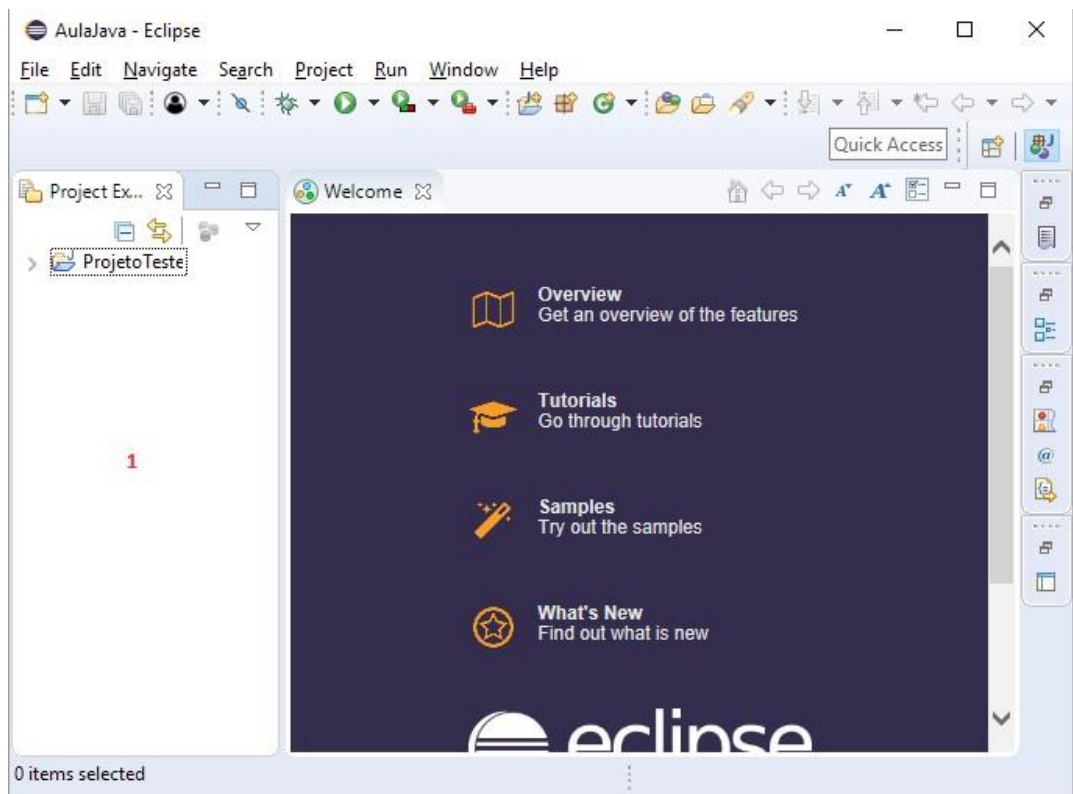 AulaJava - Eclipse
File Edit Navigate Search Project Run Window Help
Quick Access
Project Ex...
Welcome
ProjetoTeste
Overview
Get an overview of the features
Tutorials
Go through tutorials
1
Samples
Try out the samples
What's New
Find out what is new
eclipse
0 items selected